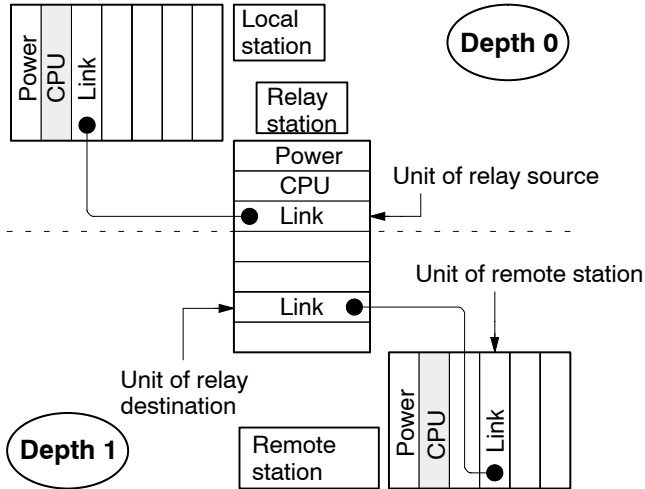 Power
CPU
Link
Local
station
Depth 0
Relay
station
Power
CPU
Link
Unit of relay source
Unit of remote station
Link
Unit of relay
destination
Depth 1
Remote
station
Power
CPU
Link